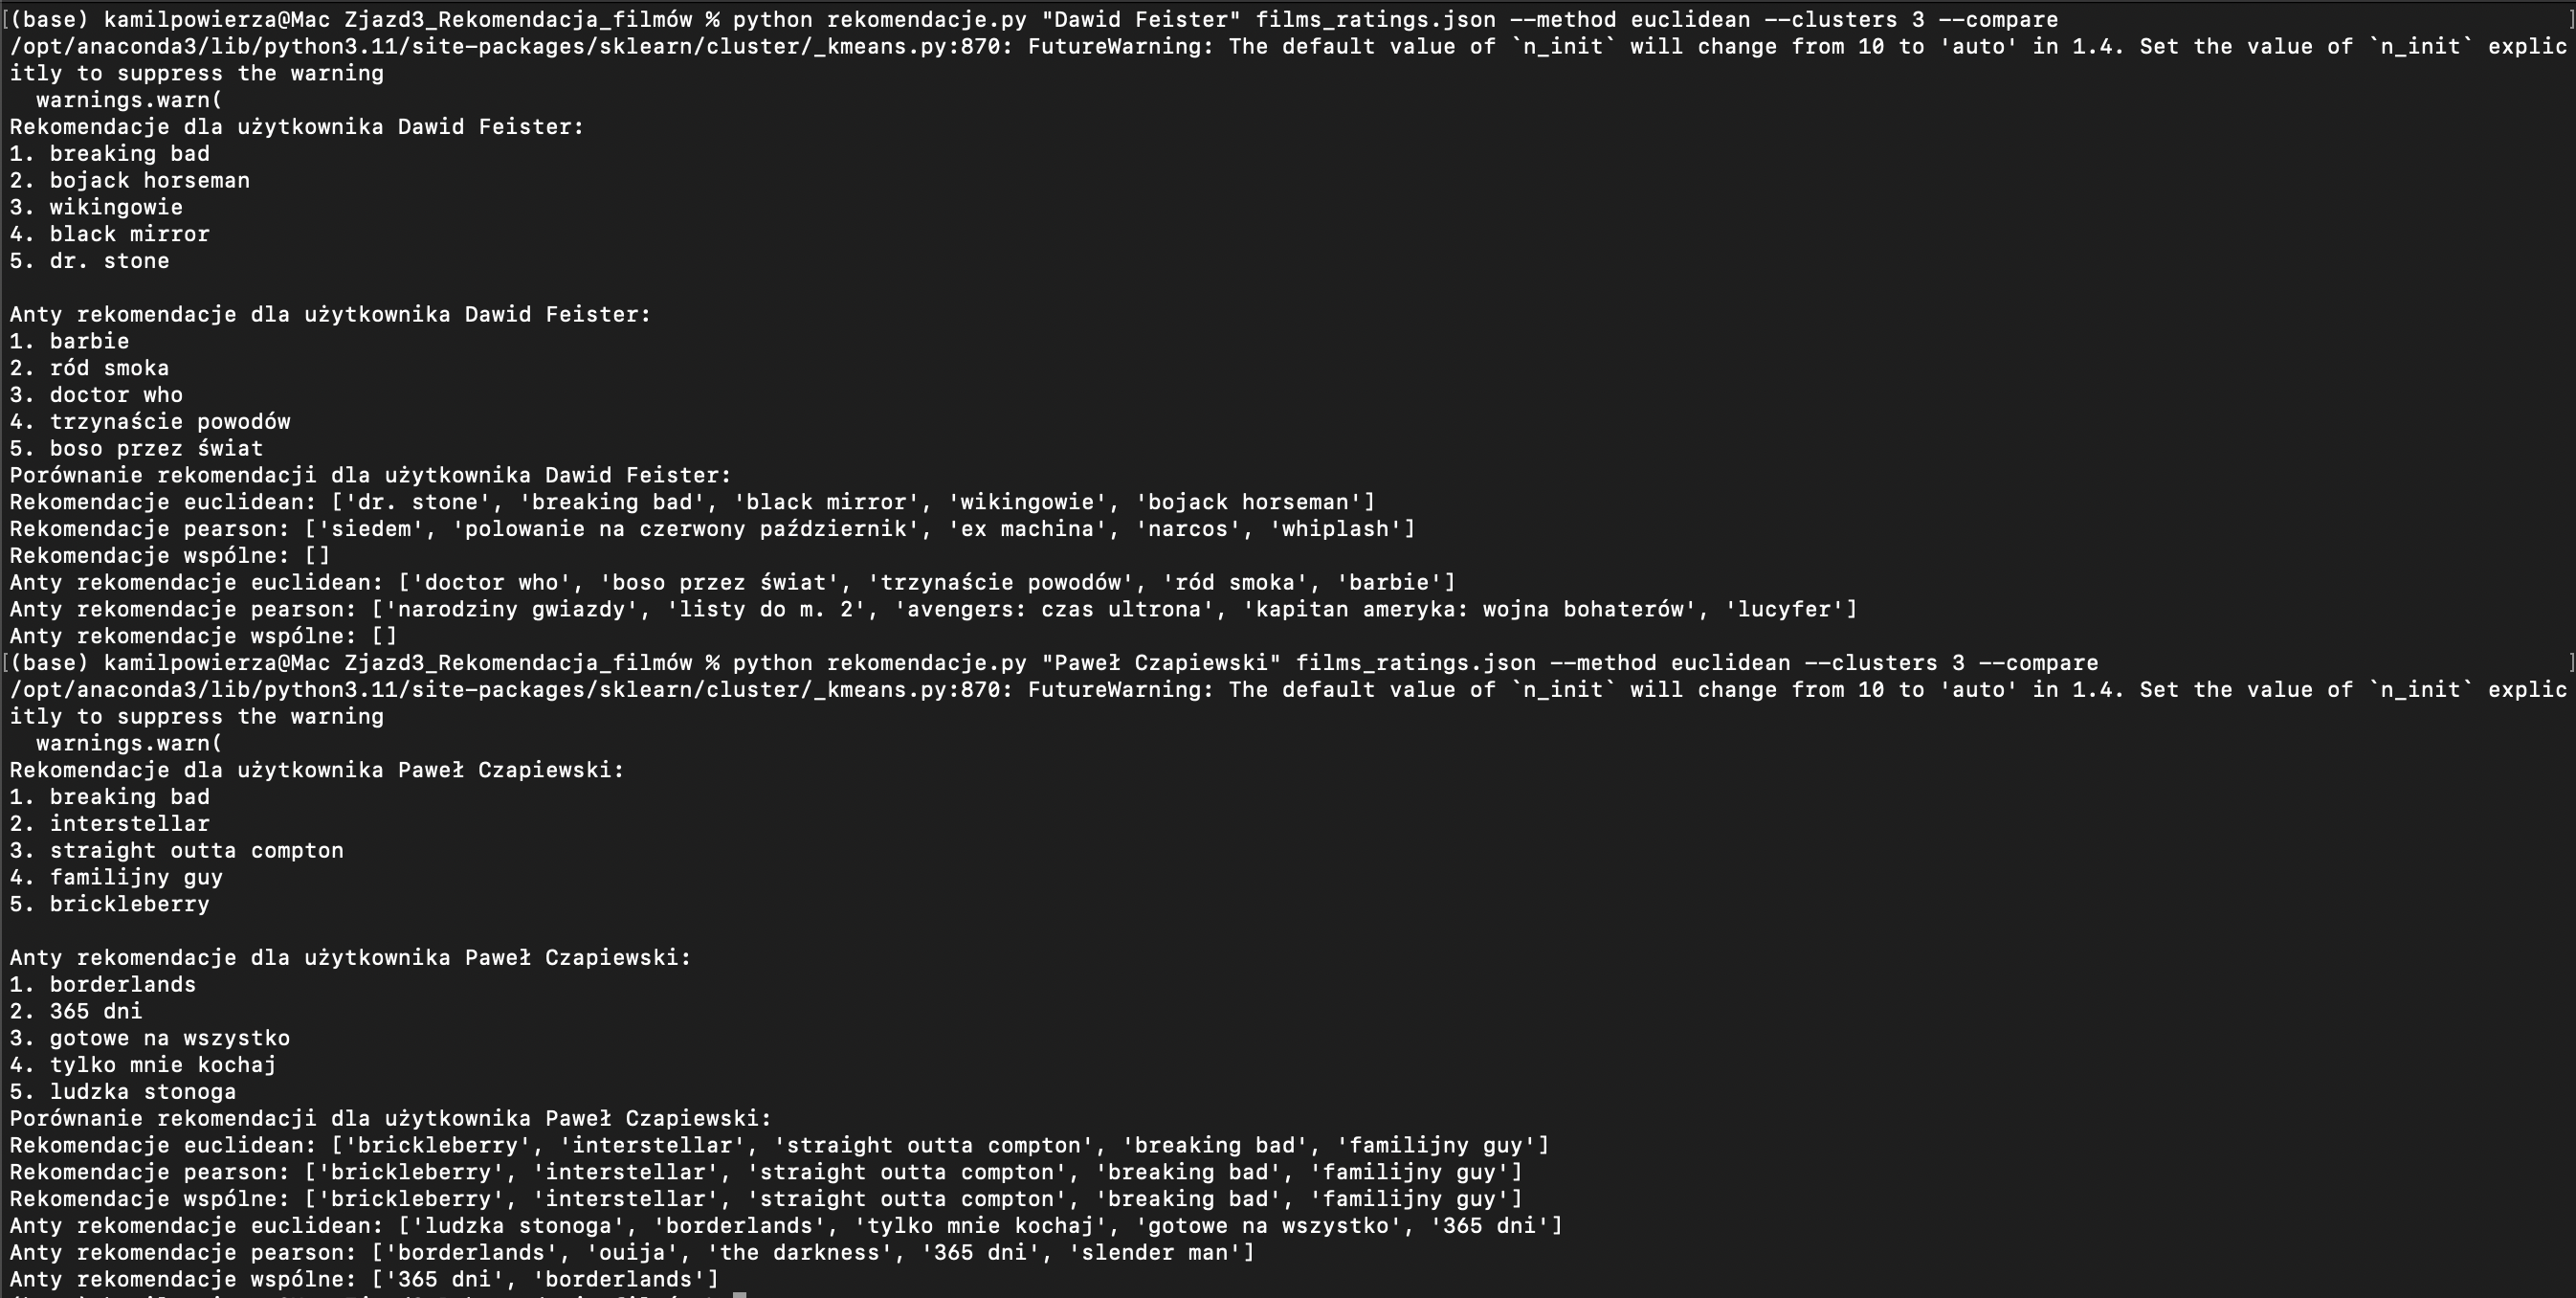 [(base) kamilpowierza@Mac Zjazd3_Rekomendacja_filmów % python rekomendacje.py "Dawid Feister" films_ratings.json --method euclidean --clusters 3 --compare ]
/opt/anaconda3/lib/python3.11/site-packages/sklearn/cluster/_kmeans.py:870: FutureWarning: The default value of `n_init` will change from 10 to 'auto' in 1.4. Set the value of `n_init` explic
itly to suppress the warning
  warnings.warn(
Rekomendacje dla użytkownika Dawid Feister:
1. breaking bad
2. bojack horseman
3. wikingowie
4. black mirror
5. dr. stone

Anty rekomendacje dla użytkownika Dawid Feister:
1. barbie
2. ród smoka
3. doctor who
4. trzynaście powodów
5. boso przez świat
Porównanie rekomendacji dla użytkownika Dawid Feister:
Rekomendacje euclidean: ['dr. stone', 'breaking bad', 'black mirror', 'wikingowie', 'bojack horseman']
Rekomendacje pearson: ['siedem', 'polowanie na czerwony październik', 'ex machina', 'narcos', 'whiplash']
Rekomendacje wspólne: []
Anty rekomendacje euclidean: ['doctor who', 'boso przez świat', 'trzynaście powodów', 'ród smoka', 'barbie']
Anty rekomendacje pearson: ['narodziny gwiazdy', 'listy do m. 2', 'avengers: czas ultrona', 'kapitan ameryka: wojna bohaterów', 'lucyfer']
Anty rekomendacje wspólne: []
[(base) kamilpowierza@Mac Zjazd3_Rekomendacja_filmów % python rekomendacje.py "Paweł Czapiewski" films_ratings.json --method euclidean --clusters 3 --compare ]
/opt/anaconda3/lib/python3.11/site-packages/sklearn/cluster/_kmeans.py:870: FutureWarning: The default value of `n_init` will change from 10 to 'auto' in 1.4. Set the value of `n_init` explic
itly to suppress the warning
  warnings.warn(
Rekomendacje dla użytkownika Paweł Czapiewski:
1. breaking bad
2. interstellar
3. straight outta compton
4. familijny guy
5. brickleberry

Anty rekomendacje dla użytkownika Paweł Czapiewski:
1. borderlands
2. 365 dni
3. gotowe na wszystko
4. tylko mnie kochaj
5. ludzka stonoga
Porównanie rekomendacji dla użytkownika Paweł Czapiewski:
Rekomendacje euclidean: ['brickleberry', 'interstellar', 'straight outta compton', 'breaking bad', 'familijny guy']
Rekomendacje pearson: ['brickleberry', 'interstellar', 'straight outta compton', 'breaking bad', 'familijny guy']
Rekomendacje wspólne: ['brickleberry', 'interstellar', 'straight outta compton', 'breaking bad', 'familijny guy']
Anty rekomendacje euclidean: ['ludzka stonoga', 'borderlands', 'tylko mnie kochaj', 'gotowe na wszystko', '365 dni']
Anty rekomendacje pearson: ['borderlands', 'ouija', 'the darkness', '365 dni', 'slender man']
Anty rekomendacje wspólne: ['365 dni', 'borderlands']